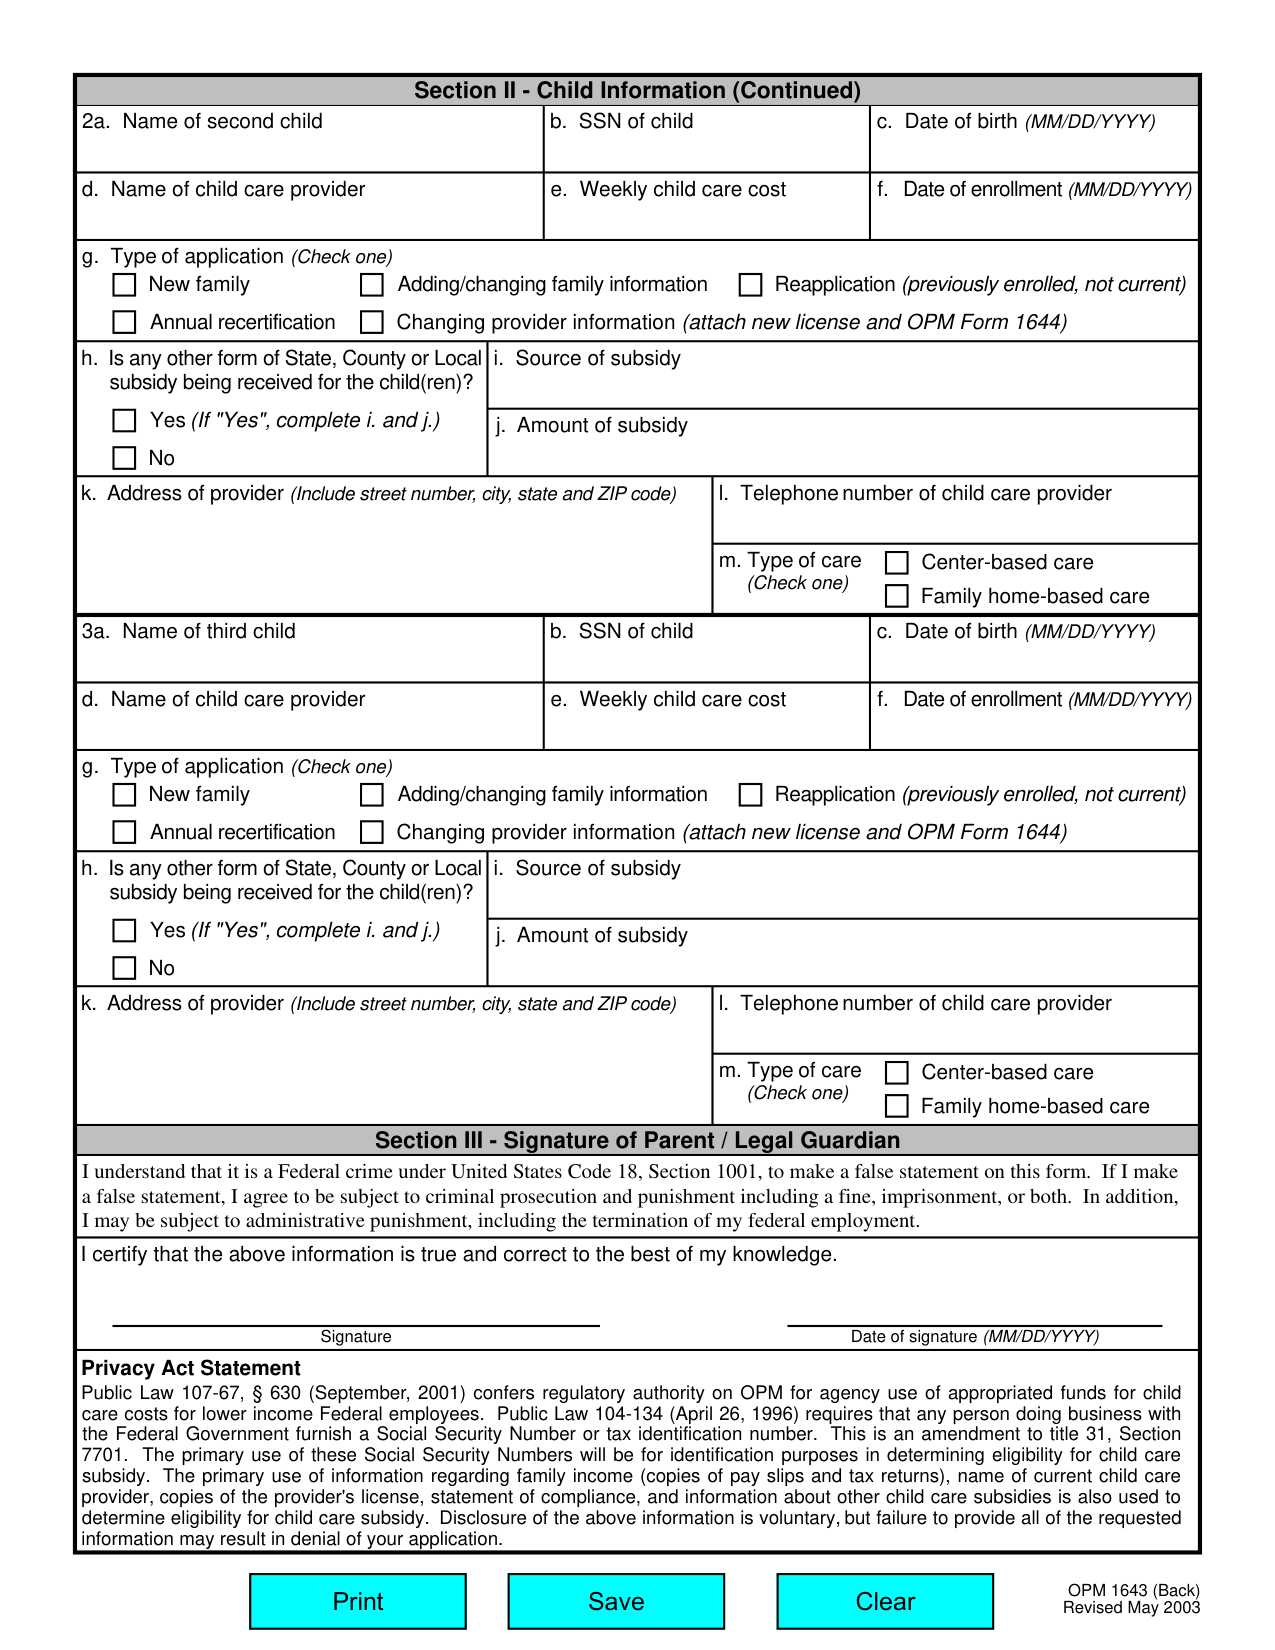 Section II - Child Information (Continued)
2a. Name of second child
b. SSN of child
c. Date of birth (MM/DD/YYYY)
d. Name of child care provider
e. Weekly child care cost
f. Date of enrollment (MM/DD/YYYY)
g. Type of application (Check one)
New family
Adding/changing family information
Reapplication (previously enrolled, not current)
Annual recertification
Changing provider information (attach new license and OPM Form 1644)
h. Is any other form of State, County or Local
subsidy being received for the child(ren)?
Yes (If "Yes", complete i. and j.)
No
i. Source of subsidy
j. Amount of subsidy
k. Address of provider (Include street number, city, state and ZIP code)
l. Telephone number of child care provider
m. Type of care
(Check one)
Center-based care
Family home-based care
3a. Name of third child
b. SSN of child
c. Date of birth (MM/DD/YYYY)
d. Name of child care provider
e. Weekly child care cost
f. Date of enrollment (MM/DD/YYYY)
g. Type of application (Check one)
New family
Adding/changing family information
Reapplication (previously enrolled, not current)
Annual recertification
Changing provider information (attach new license and OPM Form 1644)
h. Is any other form of State, County or Local
subsidy being received for the child(ren)?
Yes (If "Yes", complete i. and j.)
No
i. Source of subsidy
j. Amount of subsidy
k. Address of provider (Include street number, city, state and ZIP code)
l. Telephone number of child care provider
m. Type of care
(Check one)
Center-based care
Family home-based care
Section III - Signature of Parent / Legal Guardian
I understand that it is a Federal crime under United States Code 18, Section 1001, to make a false statement on this form. If I make
a false statement, I agree to be subject to criminal prosecution and punishment including a fine, imprisonment, or both. In addition,
I may be subject to administrative punishment, including the termination of my federal employment.
I certify that the above information is true and correct to the best of my knowledge.
Signature
Date of signature (MM/DD/YYYY)
Privacy Act Statement
Public Law 107-67, § 630 (September, 2001) confers regulatory authority on OPM for agency use of appropriated funds for child
care costs for lower income Federal employees. Public Law 104-134 (April 26, 1996) requires that any person doing business with
the Federal Government furnish a Social Security Number or tax identification number. This is an amendment to title 31, Section
7701. The primary use of these Social Security Numbers will be for identification purposes in determining eligibility for child care
subsidy. The primary use of information regarding family income (copies of pay slips and tax returns), name of current child care
provider, copies of the provider's license, statement of compliance, and information about other child care subsidies is also used to
determine eligibility for child care subsidy. Disclosure of the above information is voluntary, but failure to provide all of the requested
information may result in denial of your application.
Print
Save
Clear
OPM 1643 (Back)
Revised May 2003